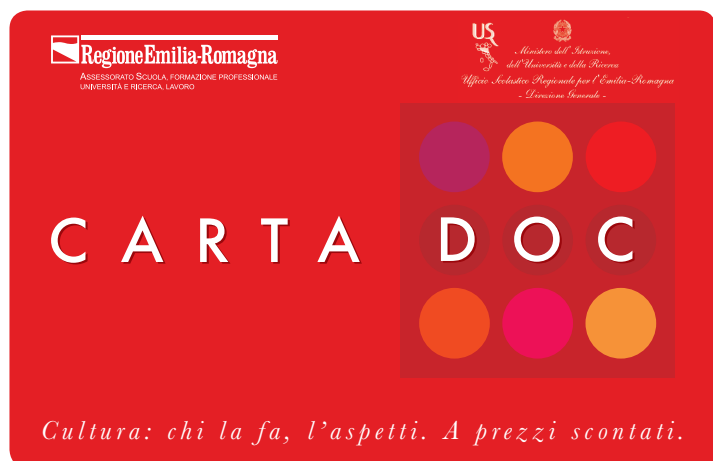 RegioneEmilia-Romagna
ASSESSORATO SCUOLA, FORMAZIONE PROFESSIONALE
UNIVERSITÀ E RICERCA, LAVORO
USR
Ministero dell' Istruzione,
dell'Università e della Ricerca
Ufficio Scolastico Regionale per l' Emilia-Romagna
- Direzione Generale -
CARTA DOC
Cultura: chi la fa, l'aspetti. A prezzi scontati.